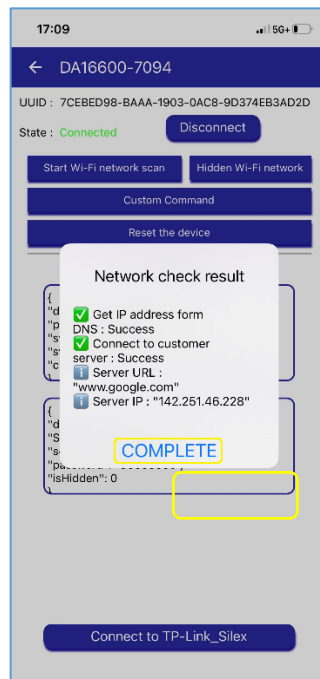 17:09
5G+
← DA16600-7094
UUID : 7CEBED98-BAAA-1903-0AC8-9D374EB3AD2D
State : Connected
Disconnect
Start Wi-Fi network scan
Hidden Wi-Fi network
Custom Command
Reset the device
Network check result
✅ Get IP address form
DNS : Success
✅ Connect to customer
server : Success
ℹ️ Server URL :
"www.google.com"
ℹ️ Server IP : "142.251.46.228"
COMPLETE
{
"d
"p
"s
"s
"c
{
"d
"S
"s
"isHidden": 0
Connect to TP-Link_Silex